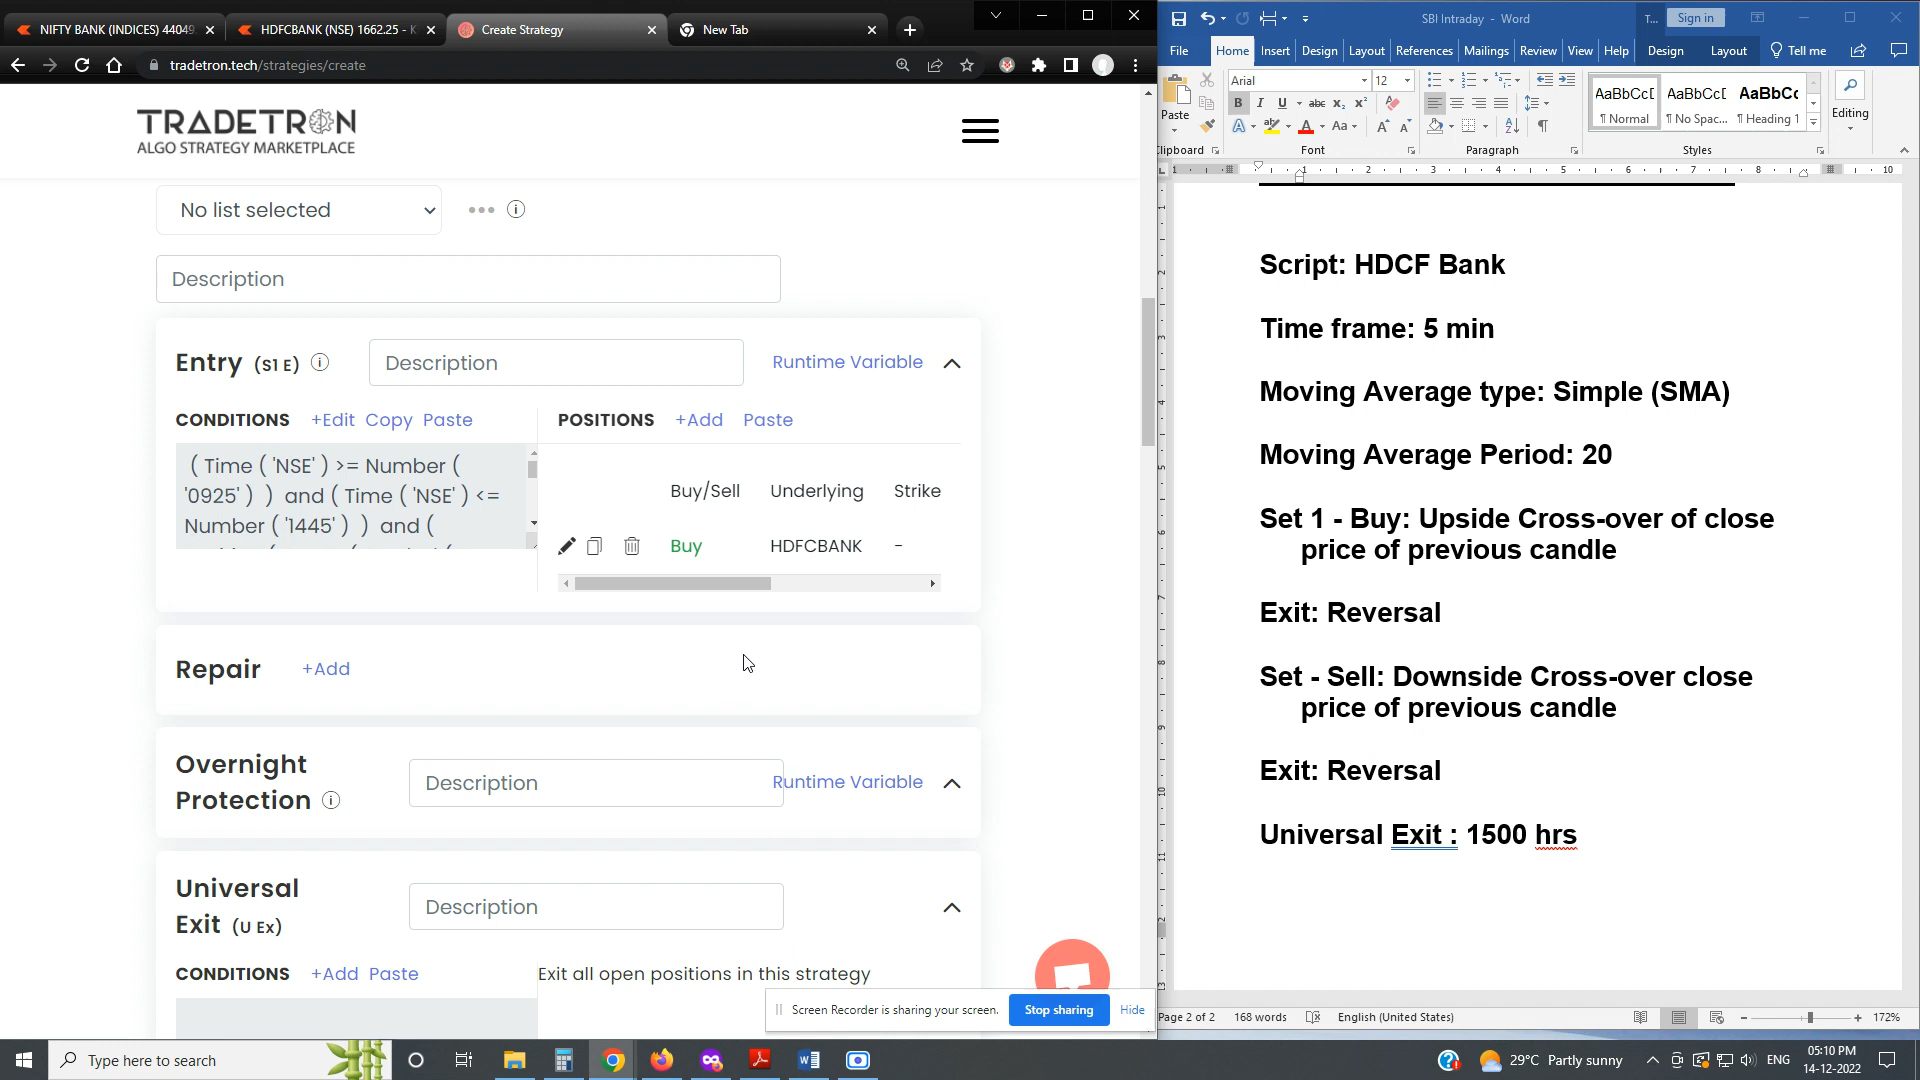 NIFTY BANK (INDICES) 44049.
HDFCBANK (NSE) 1662.25 - K
Create Strategy
New Tab
tradetron.tech/strategies/create
TRADETRON
ALGO STRATEGY MARKETPLACE
No list selected
Description
Entry (S1 E)
Description
Runtime Variable
CONDITIONS +Edit Copy Paste
POSITIONS +Add Paste
( Time ( 'NSE' ) >= Number (
'0925' ) ) and ( Time ( 'NSE' ) <=
Number ( '1445' ) ) and (
Buy/Sell Underlying Strike
Buy HDFCBANK -
Repair +Add
Overnight
Protection
Description
Runtime Variable
Universal
Exit (U Ex)
Description
CONDITIONS +Add Paste
Exit all open positions in this strategy
Screen Recorder is sharing your screen. Stop sharing Hide
SBI Intraday - Word
T... Sign in
File Home Insert Design Layout References Mailings Review View Help Design Layout Tell me
Paste
Arial 12
B I U abc x₂ x²
A A Aa A A
AaBbCcD AaBbCcD AaBbCc
¶ Normal ¶ No Spac... ¶ Heading 1
Editing
lipboard Font Paragraph Styles
Script: HDCF Bank
Time frame: 5 min
Moving Average type: Simple (SMA)
Moving Average Period: 20
Set 1 - Buy: Upside Cross-over of close
price of previous candle
Exit: Reversal
Set - Sell: Downside Cross-over close
price of previous candle
Exit: Reversal
Universal Exit : 1500 hrs
Page 2 of 2 168 words English (United States) 172%
Type here to search
29°C Partly sunny
ENG
05:10 PM
14-12-2022